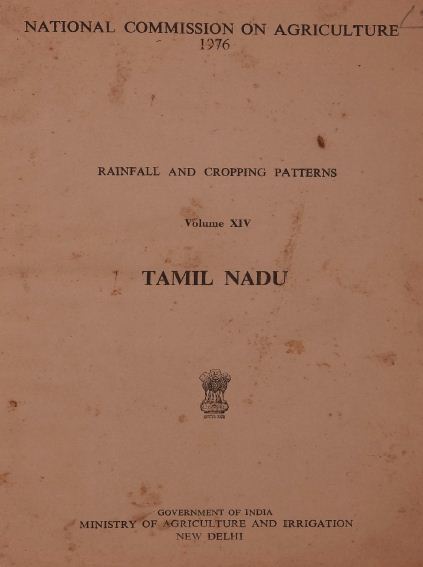 NATIONAL COMMISSION ON AGRICULTURE
1976
RAINFALL AND CROPPING PATTERNS
Volume XIV
TAMIL NADU
GOVERNMENT OF INDIA
MINISTRY OF AGRICULTURE AND IRRIGATION
NEW DELHI